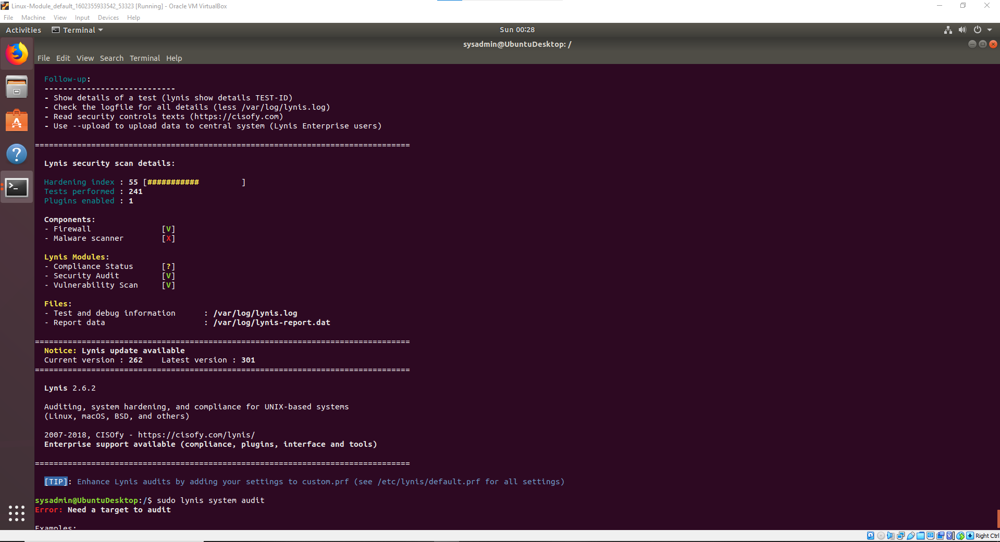 Linux-Module_default_1602355933542_53323 [Running] - Oracle VM VirtualBox
File Machine View Input Devices Help
Activities Terminal Sun 00:28
sysadmin@UbuntuDesktop: /
File Edit View Search Terminal Help
Follow-up:
----------------------------
- Show details of a test (lynis show details TEST-ID)
- Check the logfile for all details (less /var/log/lynis.log)
- Read security controls texts (https://cisofy.com)
- Use --upload to upload data to central system (Lynis Enterprise users)
================================================================================
Lynis security scan details:
Hardening index : 55 [###########         ]
Tests performed : 241
Plugins enabled : 1
Components:
- Firewall               [V]
- Malware scanner        [X]
Lynis Modules:
- Compliance Status      [?]
- Security Audit         [V]
- Vulnerability Scan     [V]
Files:
- Test and debug information      : /var/log/lynis.log
- Report data                     : /var/log/lynis-report.dat
================================================================================
Notice: Lynis update available
Current version : 262    Latest version : 301
================================================================================
Lynis 2.6.2
Auditing, system hardening, and compliance for UNIX-based systems
(Linux, macOS, BSD, and others)
2007-2018, CISOfy - https://cisofy.com/lynis/
Enterprise support available (compliance, plugins, interface and tools)
================================================================================
[TIP]: Enhance Lynis audits by adding your settings to custom.prf (see /etc/lynis/default.prf for all settings)
sysadmin@UbuntuDesktop:/$ sudo lynis system audit
Error: Need a target to audit
Examples:
Right Ctrl